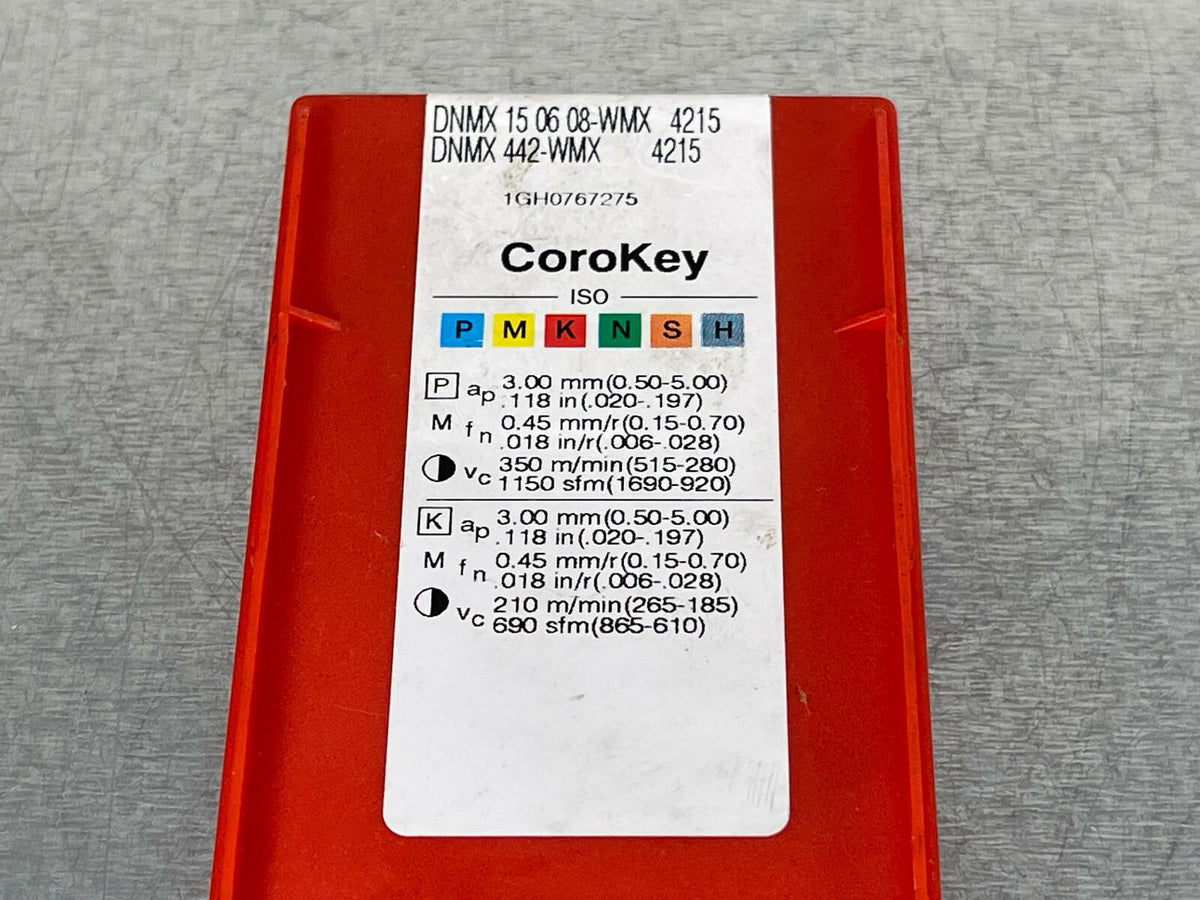 DNMX 15 06 08-WMX 4215
DNMX 442-WMX 4215
1GH0767275
CoroKey
ISO
P M K N S H
P ap 3.00 mm(0.50-5.00)
.118 in(.020-.197)
M fn 0.45 mm/r(0.15-0.70)
.018 in/r(.006-.028)
vc 350 m/min(515-280)
1150 sfm(1690-920)
K ap 3.00 mm(0.50-5.00)
.118 in(.020-.197)
M fn 0.45 mm/r(0.15-0.70)
.018 in/r(.006-.028)
vc 210 m/min(265-185)
690 sfm(865-610)